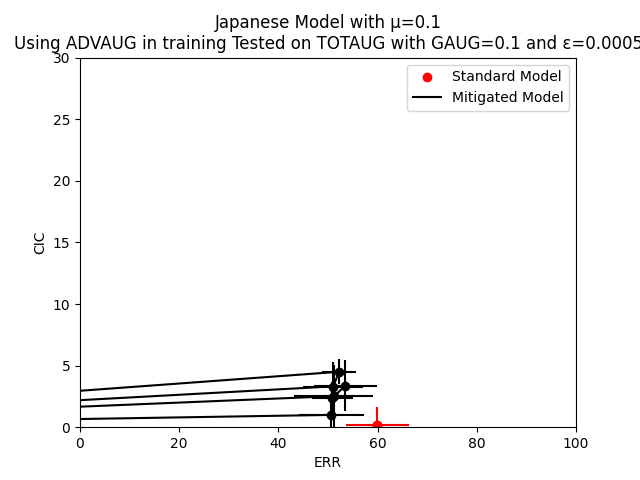 Japanese Model with μ=0.1
Using ADVAUG in training Tested on TOTAUG with GAUG=0.1 and ε=0.0005
30
25
20
15
10
5
0
CIC
Standard Model
Mitigated Model
0 20 40 60 80 100
ERR